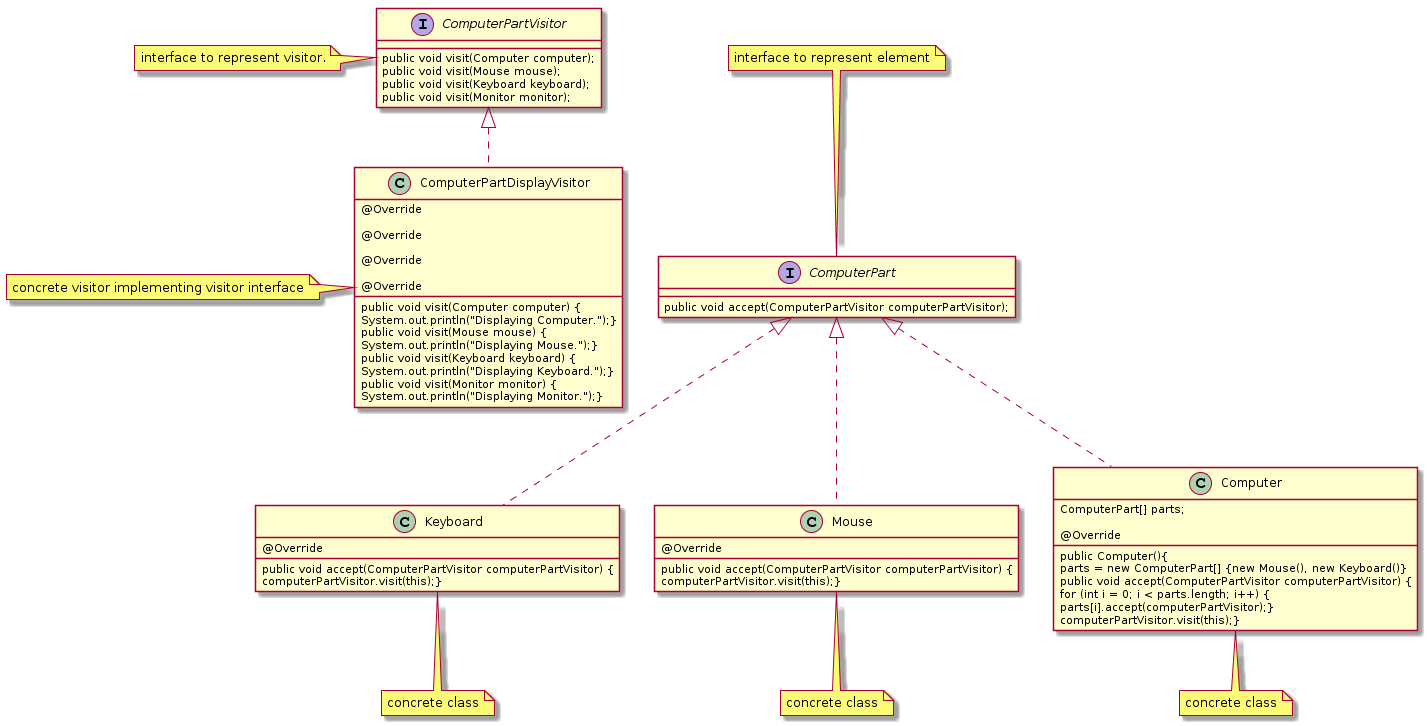 I ComputerPartVisitor
public void visit(Computer computer);
public void visit(Mouse mouse);
public void visit(Keyboard keyboard);
public void visit(Monitor monitor);
interface to represent visitor.
interface to represent element
C ComputerPartDisplayVisitor
@Override
@Override
@Override
@Override
public void visit(Computer computer) {
System.out.println("Displaying Computer.");}
public void visit(Mouse mouse) {
System.out.println("Displaying Mouse.");}
public void visit(Keyboard keyboard) {
System.out.println("Displaying Keyboard.");}
public void visit(Monitor monitor) {
System.out.println("Displaying Monitor.");}
concrete visitor implementing visitor interface
I ComputerPart
public void accept(ComputerPartVisitor computerPartVisitor);
C Keyboard
@Override
public void accept(ComputerPartVisitor computerPartVisitor) {
computerPartVisitor.visit(this);}
C Mouse
@Override
public void accept(ComputerPartVisitor computerPartVisitor) {
computerPartVisitor.visit(this);}
C Computer
ComputerPart[] parts;
@Override
public Computer(){
parts = new ComputerPart[] {new Mouse(), new Keyboard()}
public void accept(ComputerPartVisitor computerPartVisitor) {
for (int i = 0; i < parts.length; i++) {
parts[i].accept(computerPartVisitor);}
computerPartVisitor.visit(this);}
concrete class
concrete class
concrete class